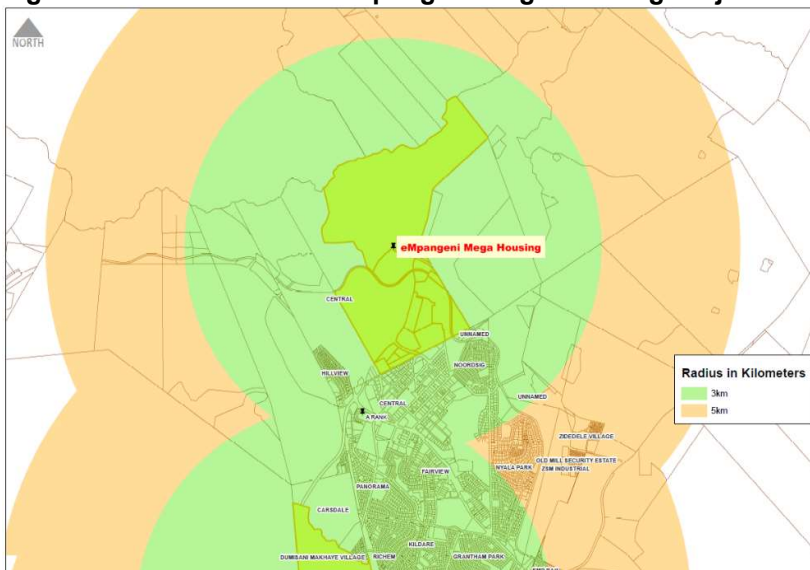 NORTH
eMpangeni Mega Housing
CENTRAL
UNNAMED
HILLVIEW
NOORDSIG
CENTRAL
UNNAMED
A RANK
ZIDEDELE VILLAGE
OLD MILL SECURITY ESTATE
NYALA PARK
ZSM INDUSTRIAL
FAIRVIEW
PANORAMA
CARSDALE
KILDARE
DUMISANI MAKHAYE VILLAGE
RICHEM
GRANTHAM PARK
Radius in Kilometers
3km
5km